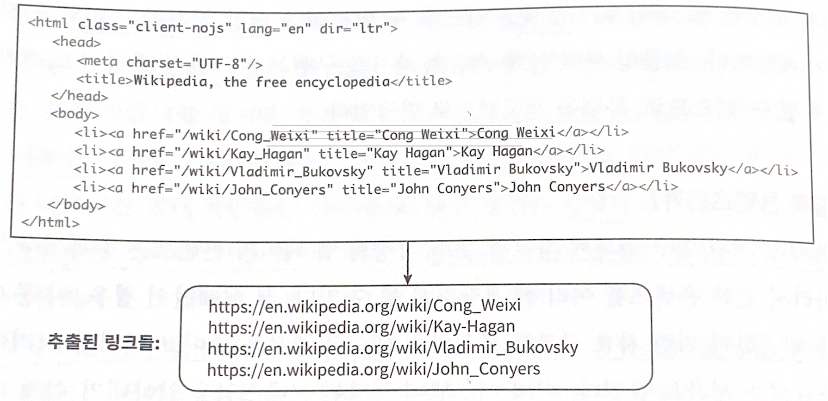 <html class="client-nojs" lang="en" dir="ltr">
<head>
<meta charset="UTF-8"/>
<title>Wikipedia, the free encyclopedia</title>
</head>
<body>
<li><a href="/wiki/Cong_Weixi" title="Cong Weixi">Cong Weixi</a></li>
<li><a href="/wiki/Kay_Hagan" title="Kay Hagan">Kay Hagan</a></li>
<li><a href="/wiki/Vladimir_Bukovsky" title="Vladimir Bukovsky">Vladimir Bukovsky</a></li>
<li><a href="/wiki/John_Conyers" title="John Conyers">John Conyers</a></li>
</body>
</html>
추출된 링크들:
https://en.wikipedia.org/wiki/Cong_Weixi
https://en.wikipedia.org/wiki/Kay-Hagan
https://en.wikipedia.org/wiki/Vladimir_Bukovsky
https://en.wikipedia.org/wiki/John_Conyers